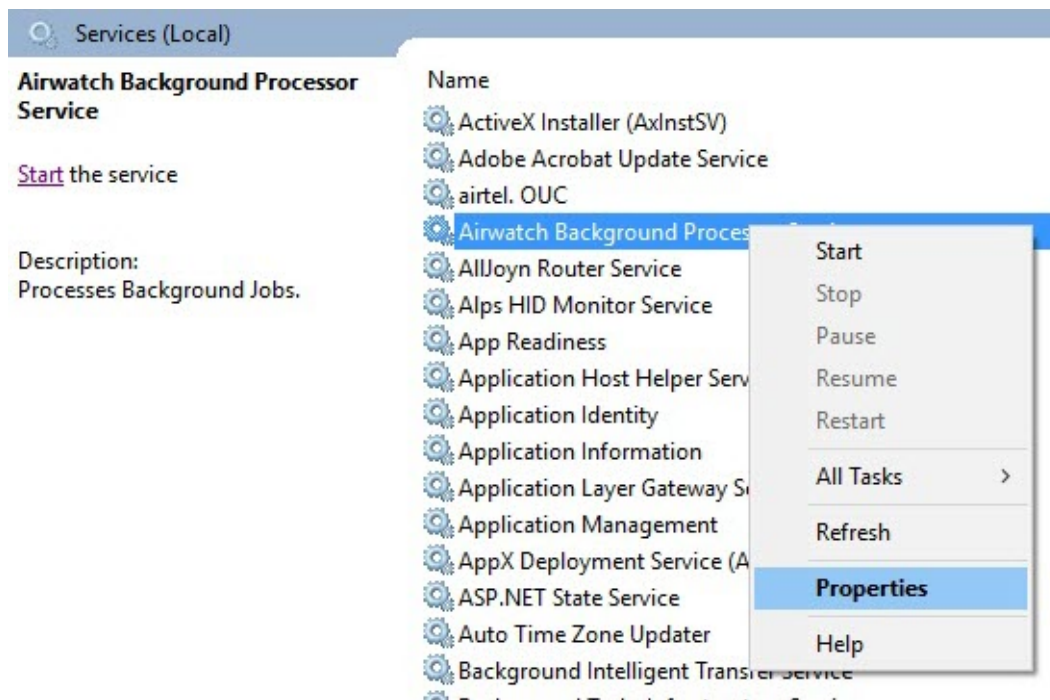 Services (Local)
Airwatch Background Processor
Service
Start the service
Description:
Processes Background Jobs.
Name
ActiveX Installer (AxInstSV)
Adobe Acrobat Update Service
airtel. OUC
Airwatch Background Proces
AllJoyn Router Service
Alps HID Monitor Service
App Readiness
Application Host Helper Serv
Application Identity
Application Information
Application Layer Gateway Se
Application Management
AppX Deployment Service (A
ASP.NET State Service
Auto Time Zone Updater
Background Intelligent Transfer Service
Start
Stop
Pause
Resume
Restart
All Tasks
Refresh
Properties
Help